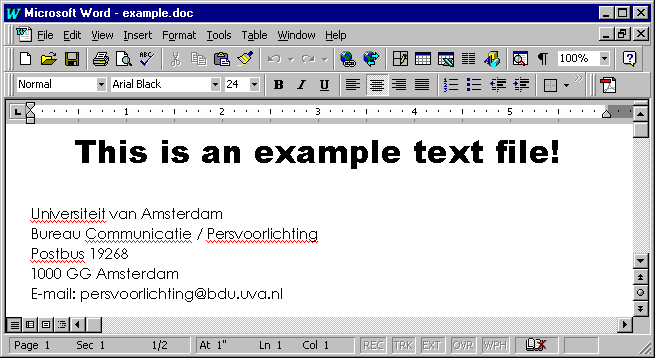 Microsoft Word - example.doc
File Edit View Insert Format Tools Table Window Help
100%
Normal Arial Black 24 B I U
1 2 3 4 5
This is an example text file!
Universiteit van Amsterdam
Bureau Communicatie / Persvoorlichting
Postbus 19268
1000 GG Amsterdam
E-mail: persvoorlichting@bdu.uva.nl
Page 1 Sec 1 1/2 At 1" Ln 1 Col 1 REC TRK EXT OVR WPH